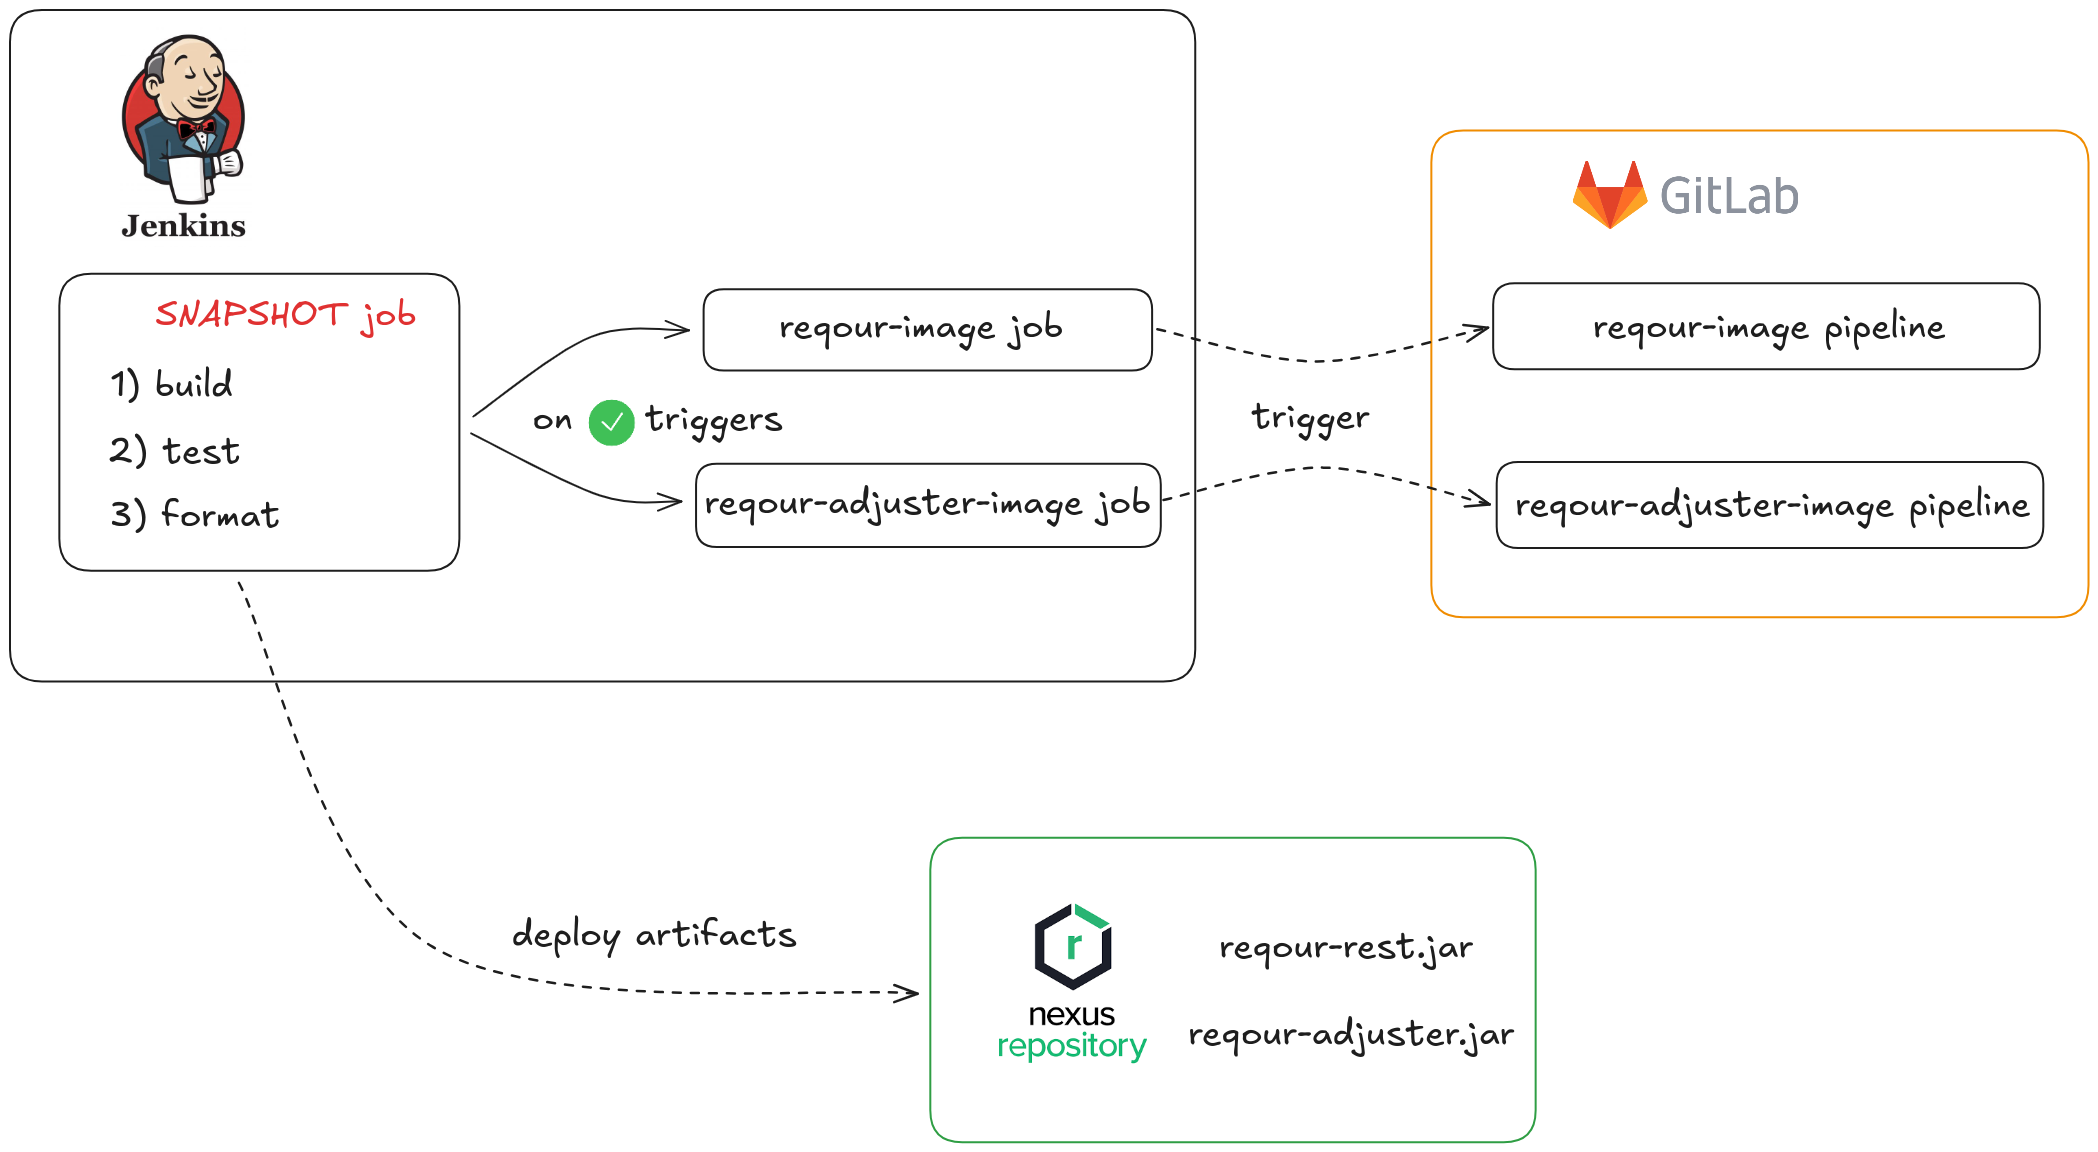 Jenkins
SNAPSHOT job
1) build
2) test
3) format
on triggers
reqour-image job
reqour-adjuster-image job
trigger
GitLab
reqour-image pipeline
reqour-adjuster-image pipeline
deploy artifacts
r
nexus
repository
reqour-rest.jar
reqour-adjuster.jar